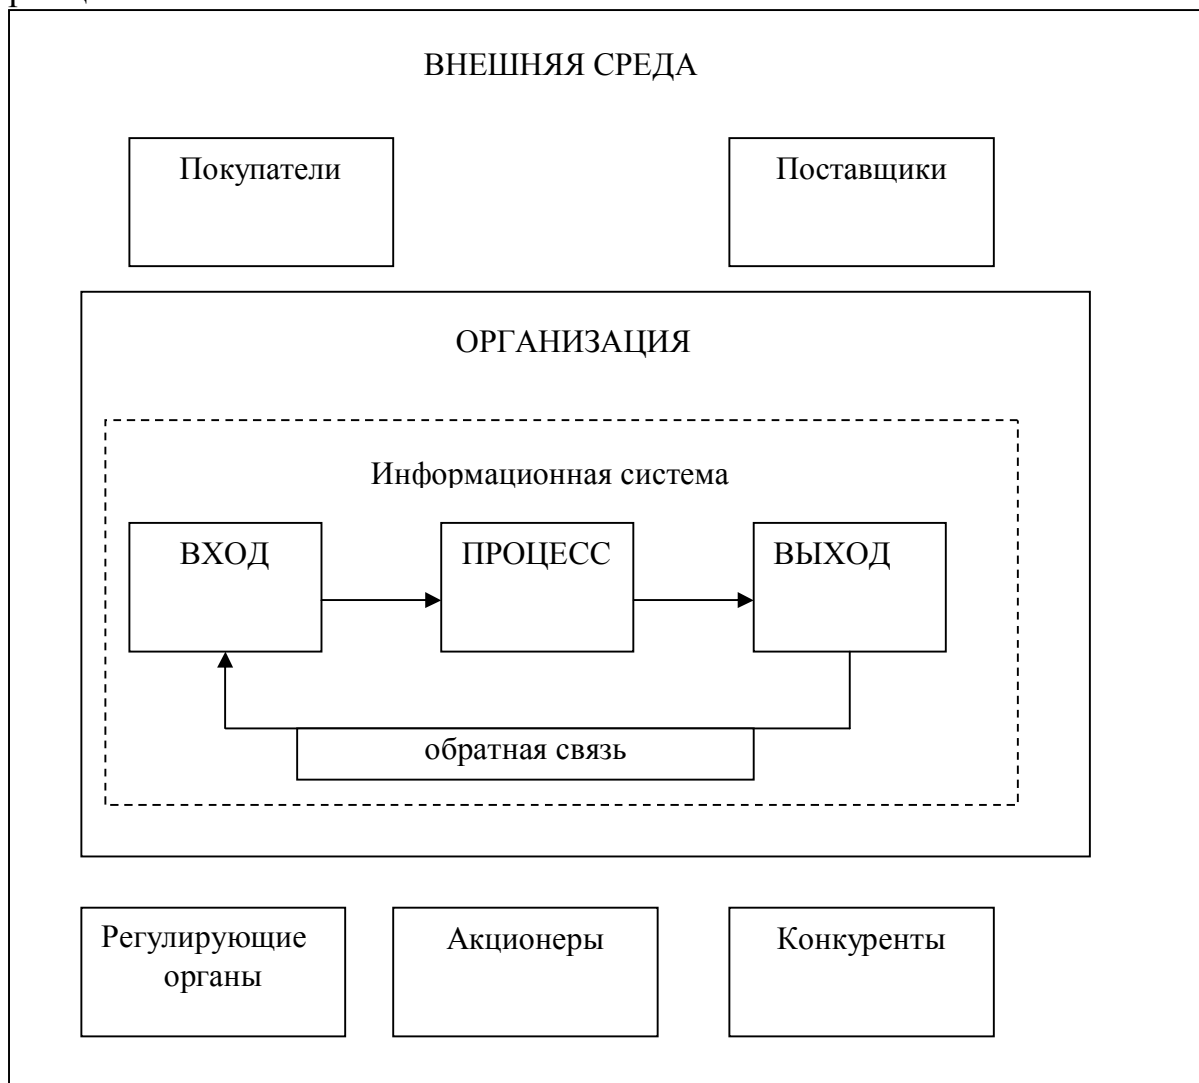 ВНЕШНЯЯ СРЕДА
Покупатели
Поставщики
ОРГАНИЗАЦИЯ
Информационная система
ВХОД
ПРОЦЕСС
ВЫХОД
обратная связь
Регулирующие
органы
Акционеры
Конкуренты